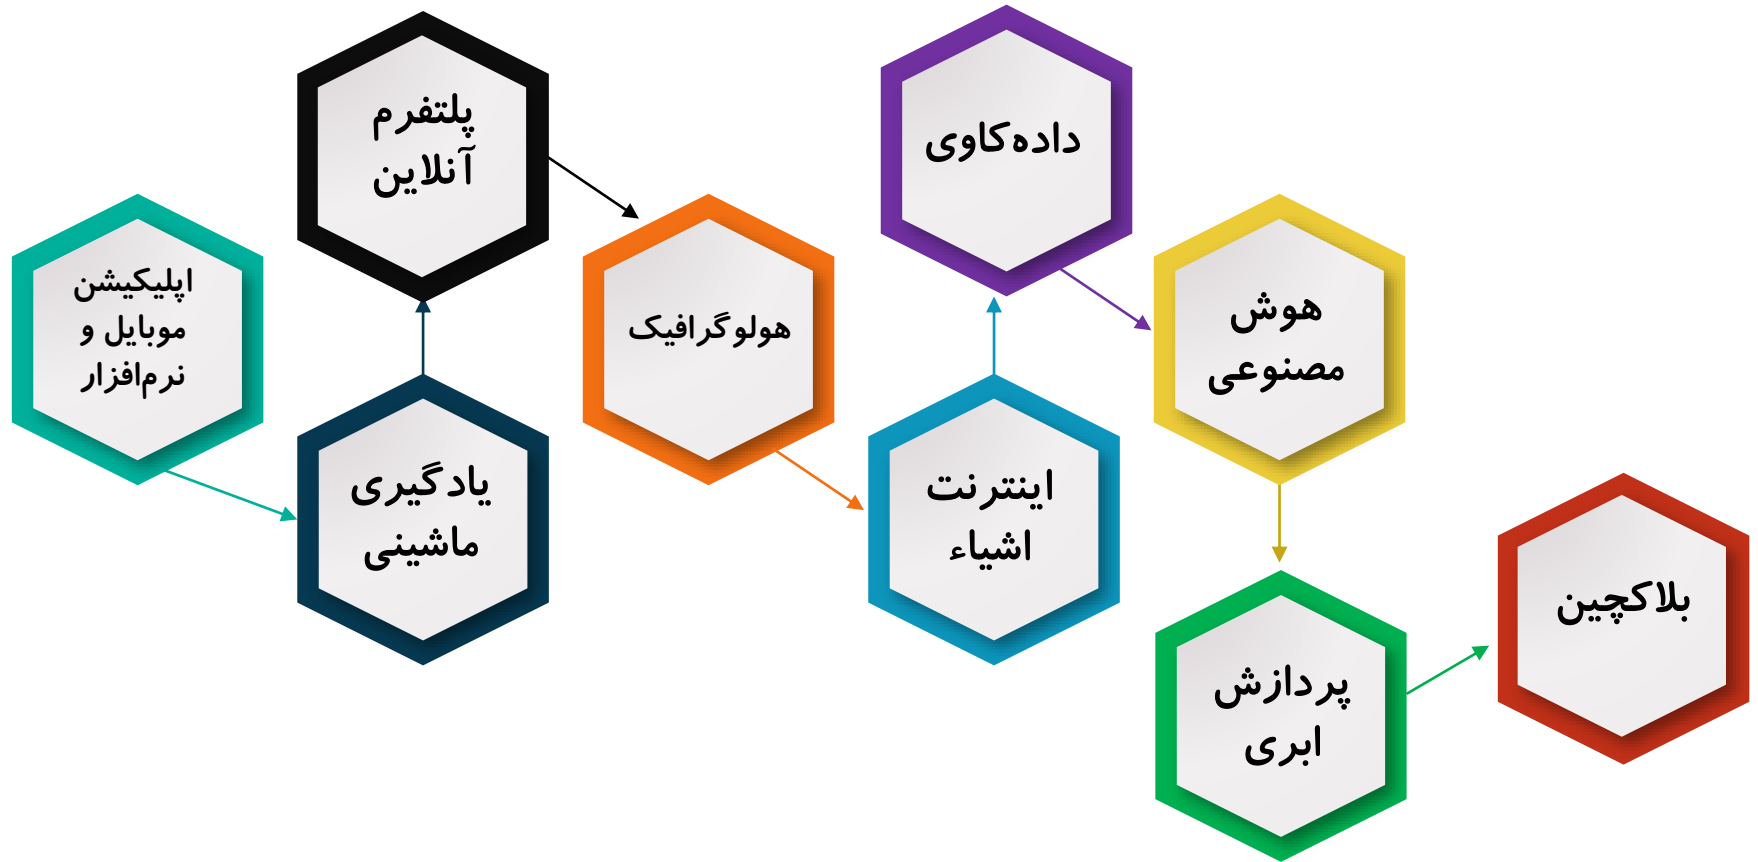 اپلیکیشن
موبایل و
نرم‌افزار
یادگیری
ماشینی
پلتفرم
آنلاین
هولوگرافیک
اینترنت
اشیاء
داده‌کاوی
هوش
مصنوعی
پردازش
ابری
بلاکچین